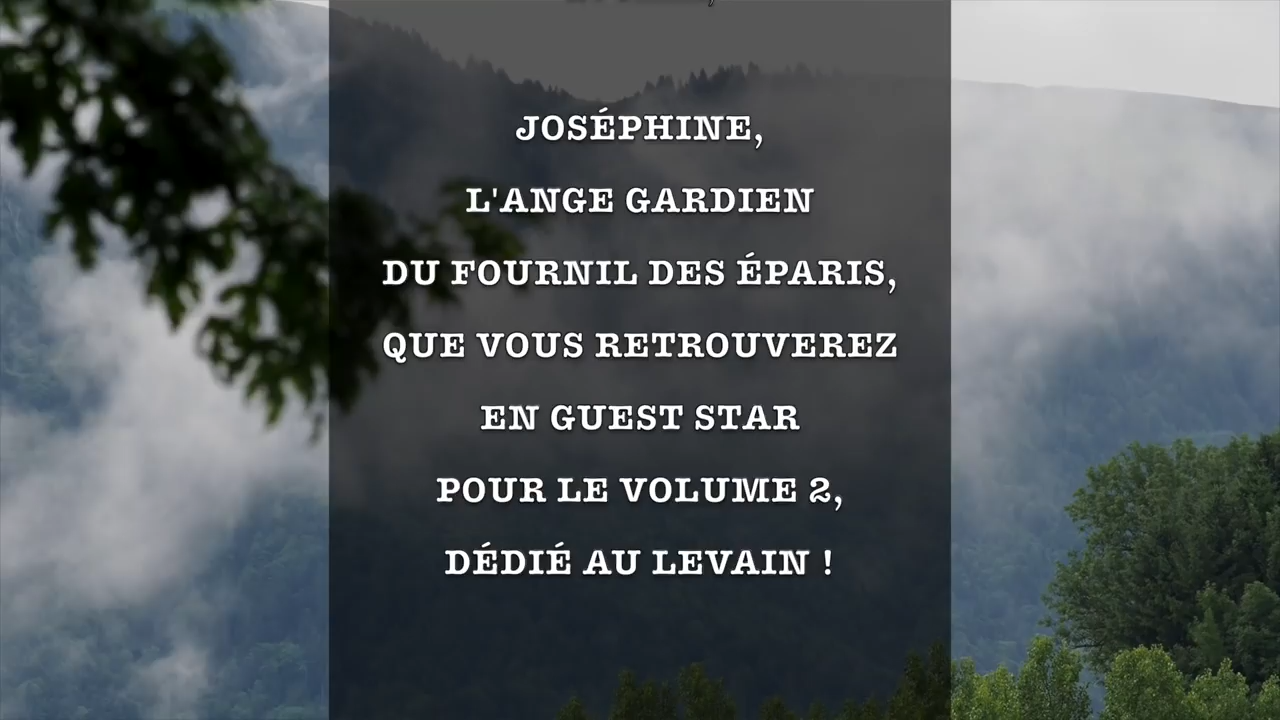 JOSÉPHINE,
L'ANGE GARDIEN
DU FOURNIL DES ÉPARIS,
QUE VOUS RETROUVEREZ
EN GUEST STAR
POUR LE VOLUME 2,
DÉDIÉ AU LEVAIN !